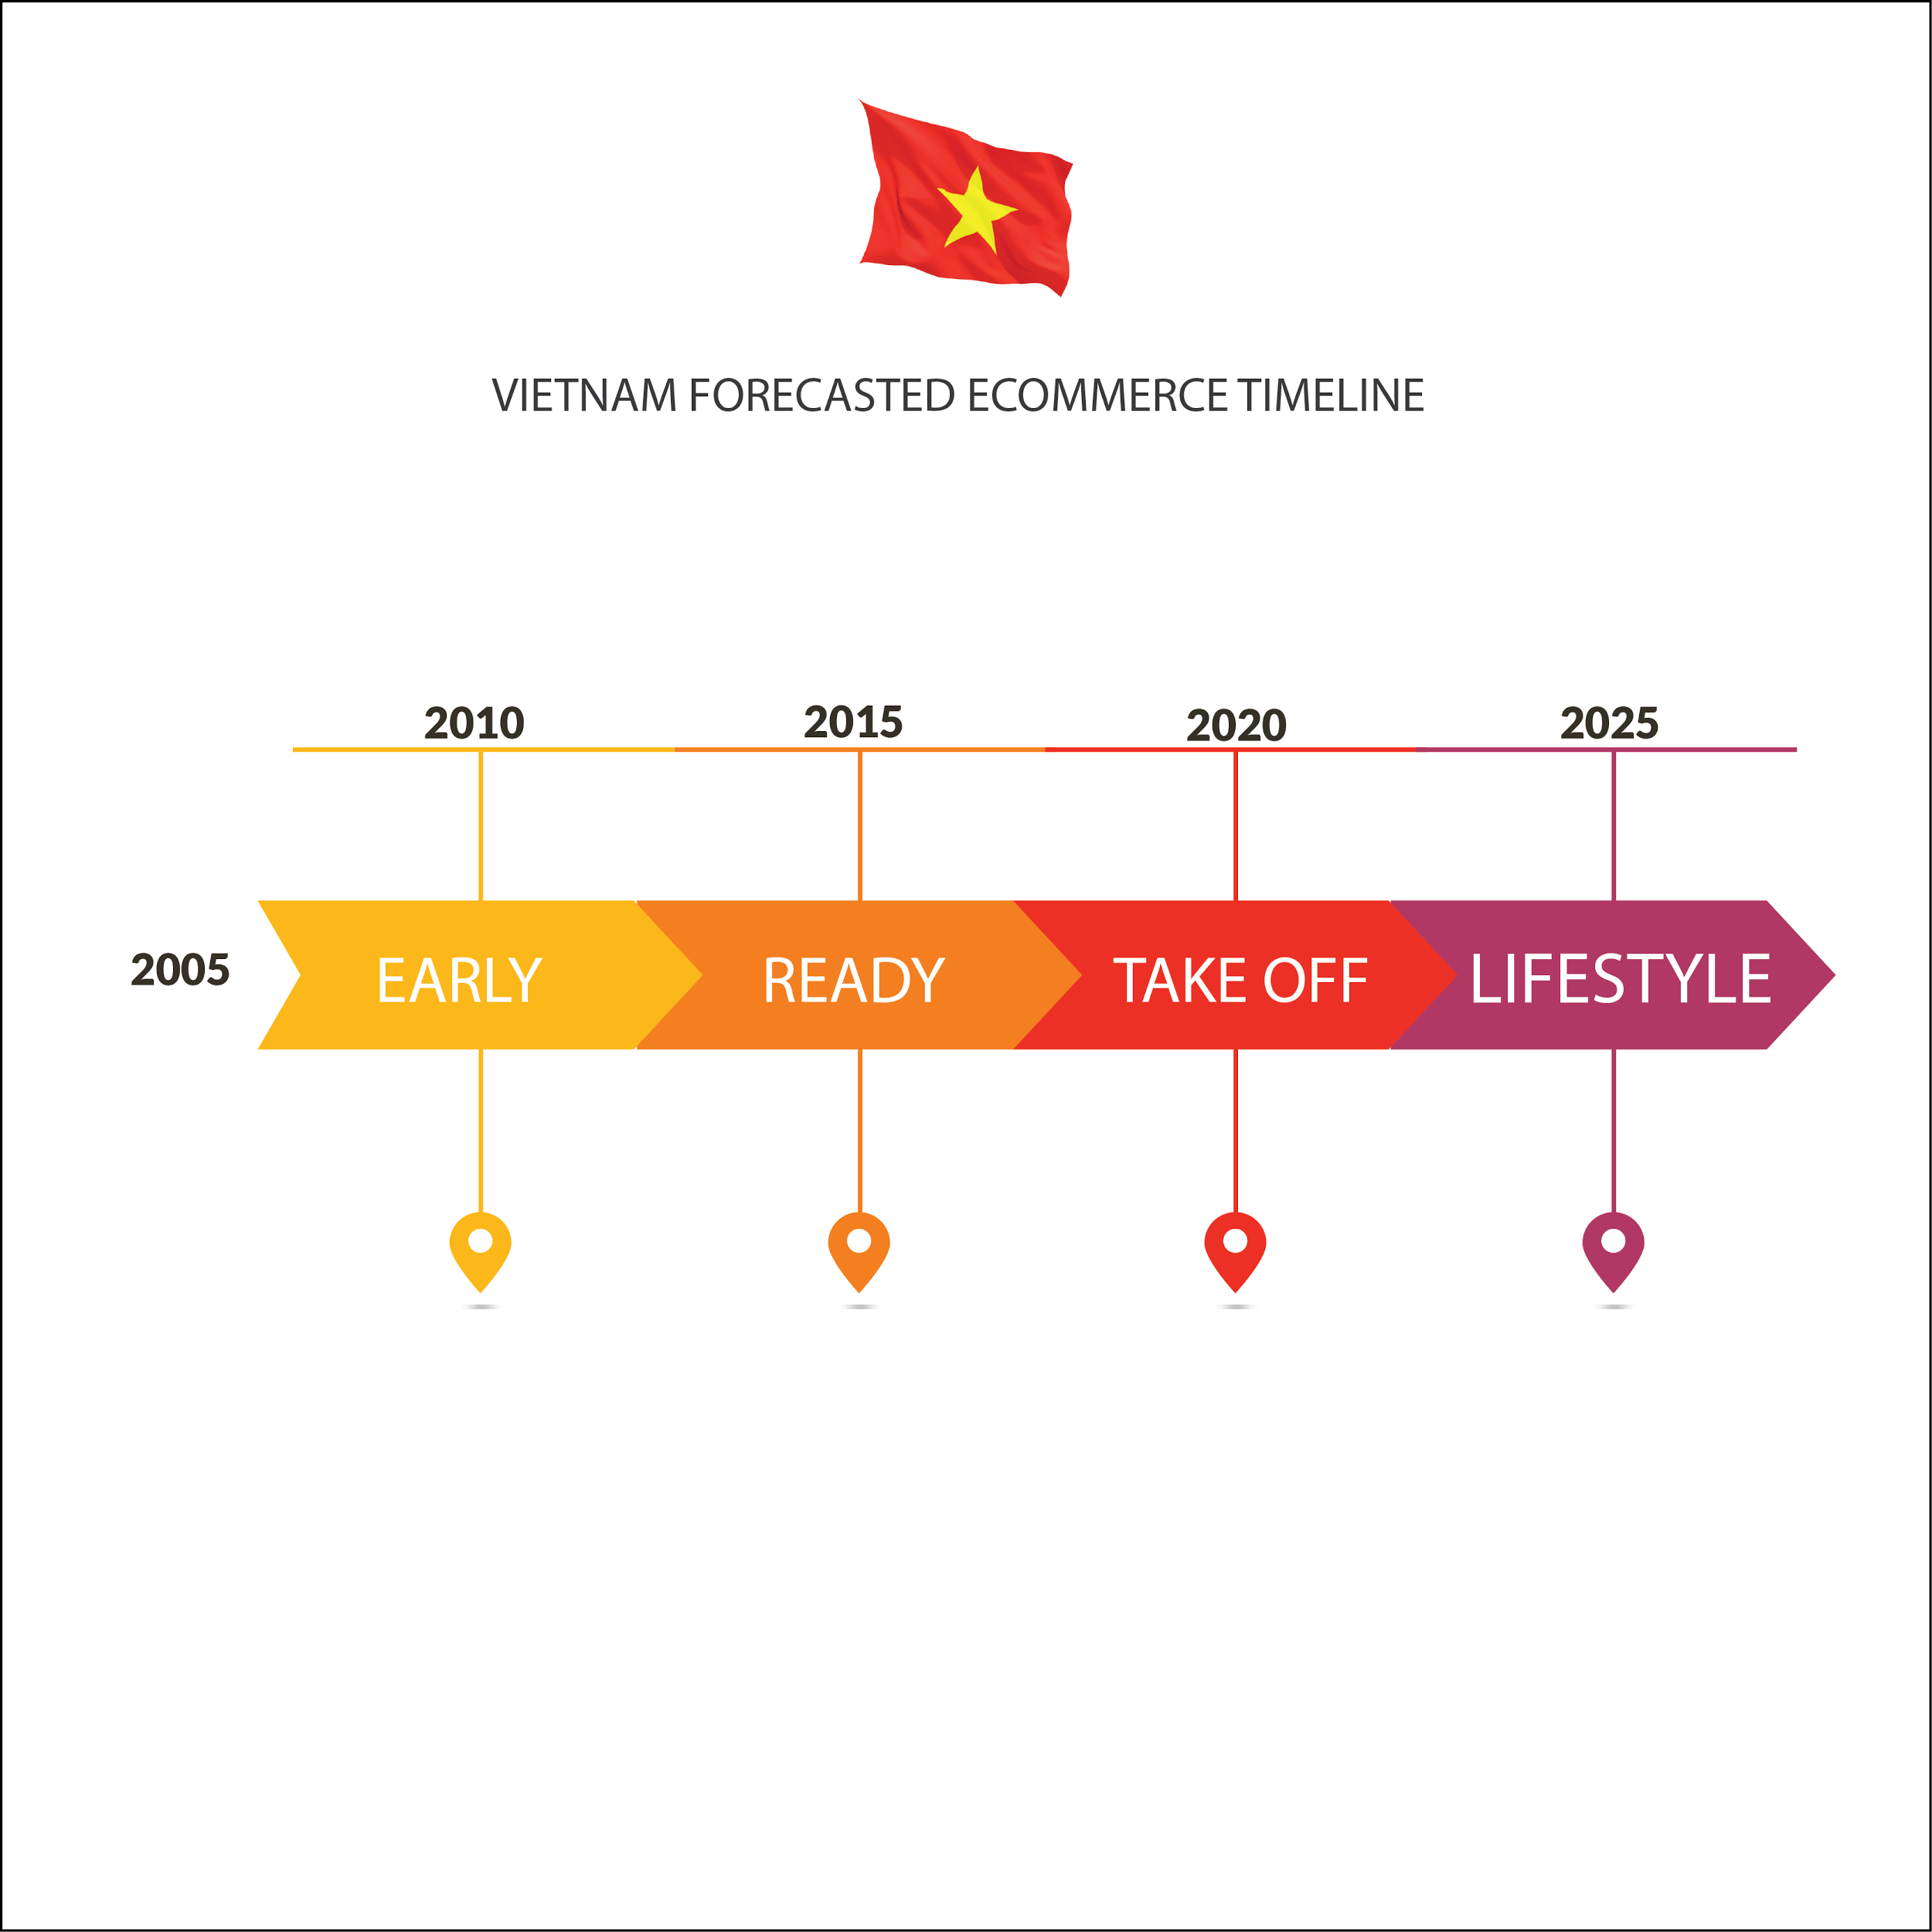 VIETNAM FORECASTED ECOMMERCE TIMELINE
2010 2015 2020 2025
2005 EARLY READY TAKE OFF LIFESTYLE